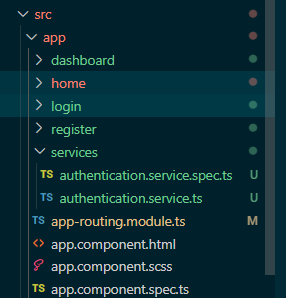 src
app
dashboard
home
login
register
services
TS authentication.service.spec.ts U
TS authentication.service.ts U
TS app-routing.module.ts M
<> app.component.html
app.component.scss
TS app.component.spec.ts